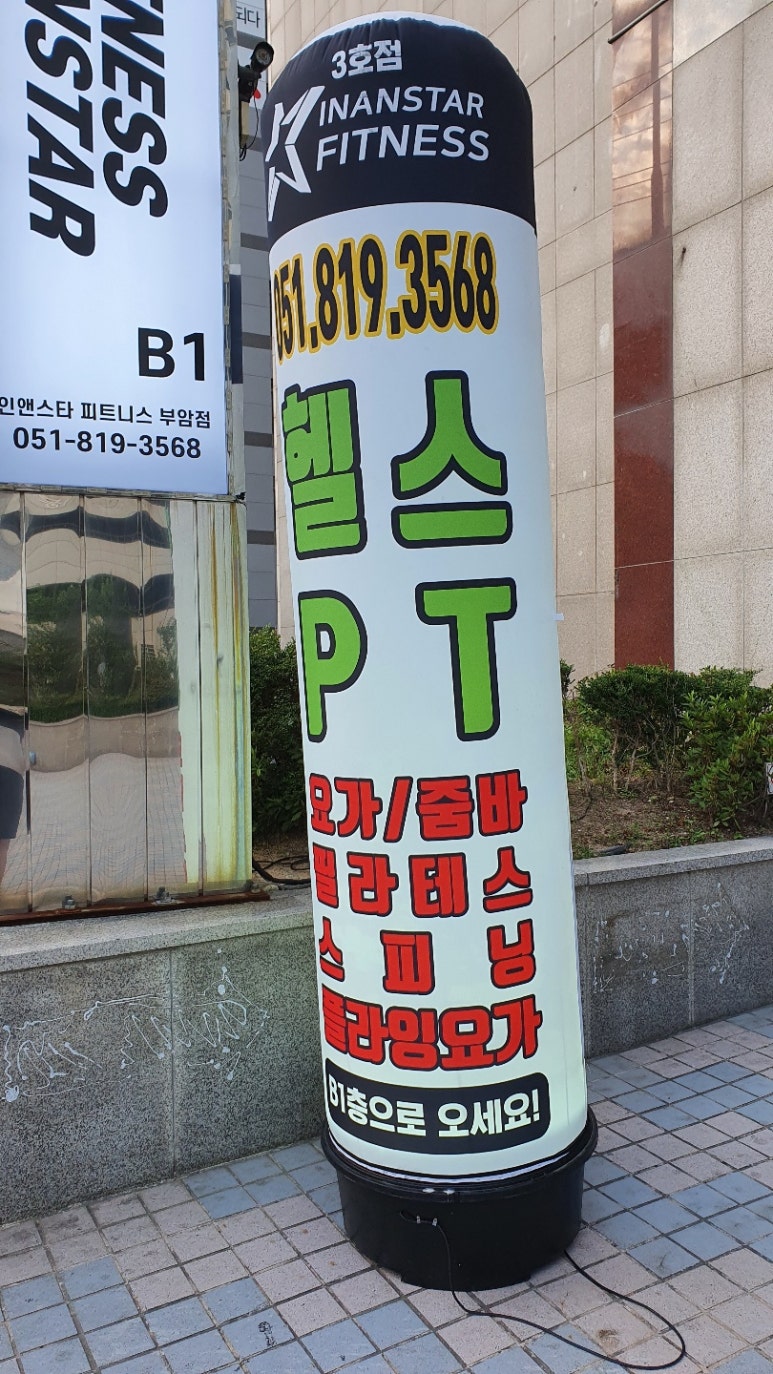 되다
NESS
NSTAR
B1
인앤스타 피트니스 부암점
051-819-3568
3호점
INANSTAR
FITNESS
051.819.3568
헬스
PT
요가/줌바
필라테스
스피닝
플라잉요가
B1층으로 오세요!